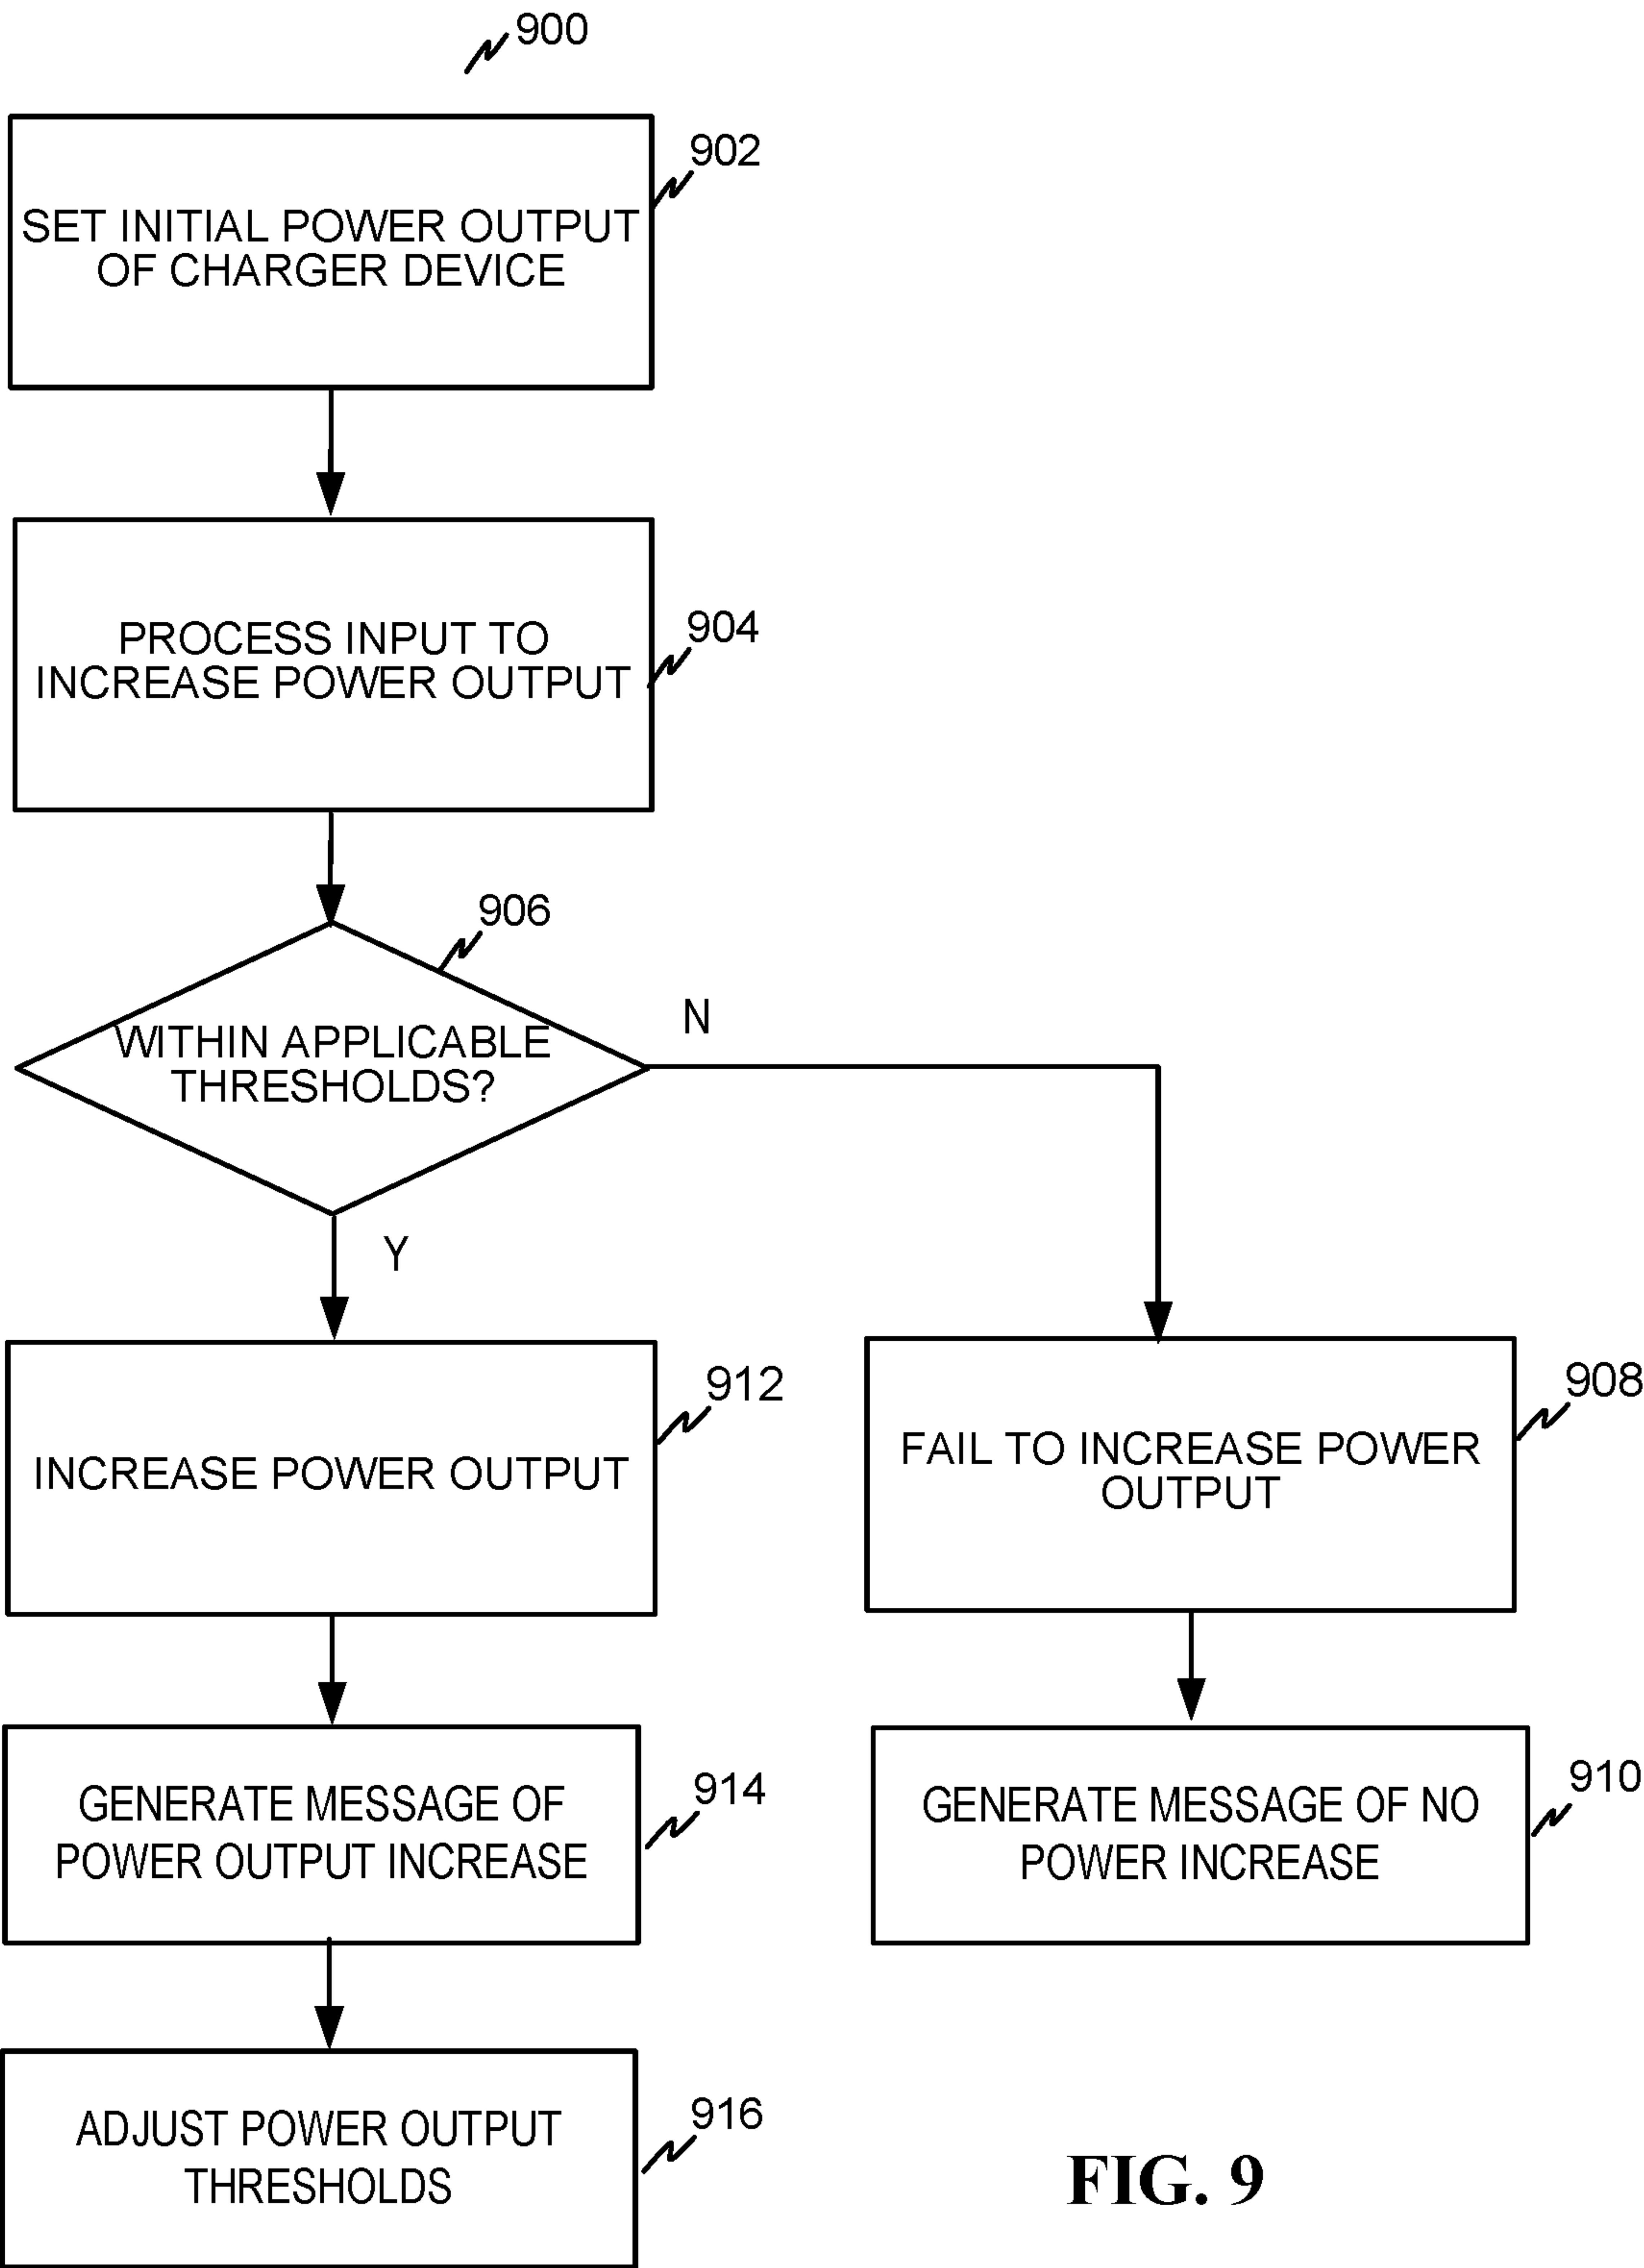 900
902
SET INITIAL POWER OUTPUT
OF CHARGER DEVICE
904
PROCESS INPUT TO
INCREASE POWER OUTPUT
906
WITHIN APPLICABLE
THRESHOLDS?
N
Y
912
INCREASE POWER OUTPUT
908
FAIL TO INCREASE POWER
OUTPUT
914
GENERATE MESSAGE OF
POWER OUTPUT INCREASE
910
GENERATE MESSAGE OF NO
POWER INCREASE
916
ADJUST POWER OUTPUT
THRESHOLDS
FIG. 9